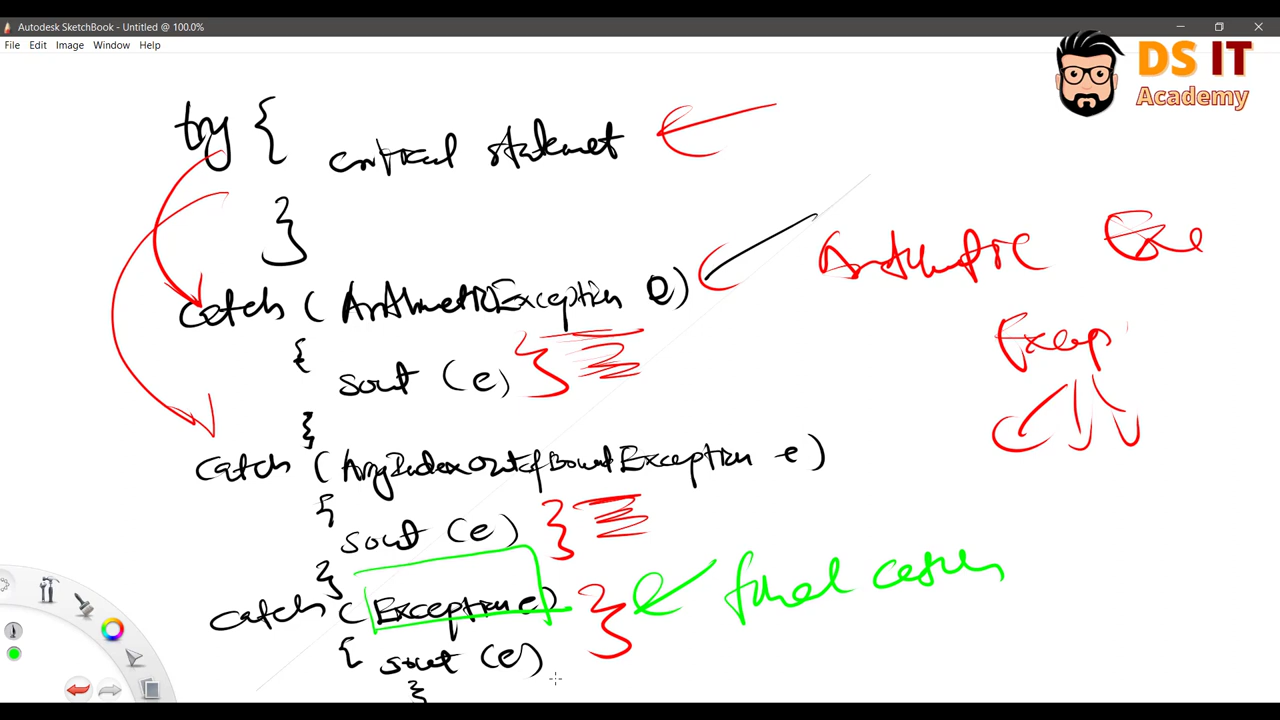 Autodesk SketchBook - Untitled @ 100.0%
File Edit Image Window Help
DS IT
Academy
try {
critical statemet
}
Arithmetic Exe
catch ( ArithmeticException e)
{
sout (e) }
Excep
}
catch ( ArrayIndexOutofBoundException e)
{
sout (e) }
}
catch ( Exception e) } final catch
{ sout (e)
}